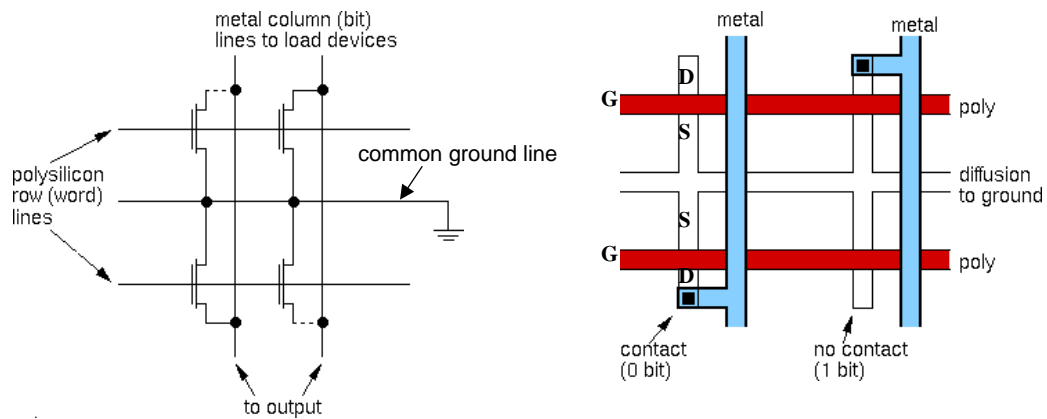 metal column (bit)
lines to load devices
common ground line
polysilicon
row (word)
lines
to output
metal
metal
D
G
poly
S
diffusion
to ground
S
G
poly
D
contact
(0 bit)
no contact
(1 bit)